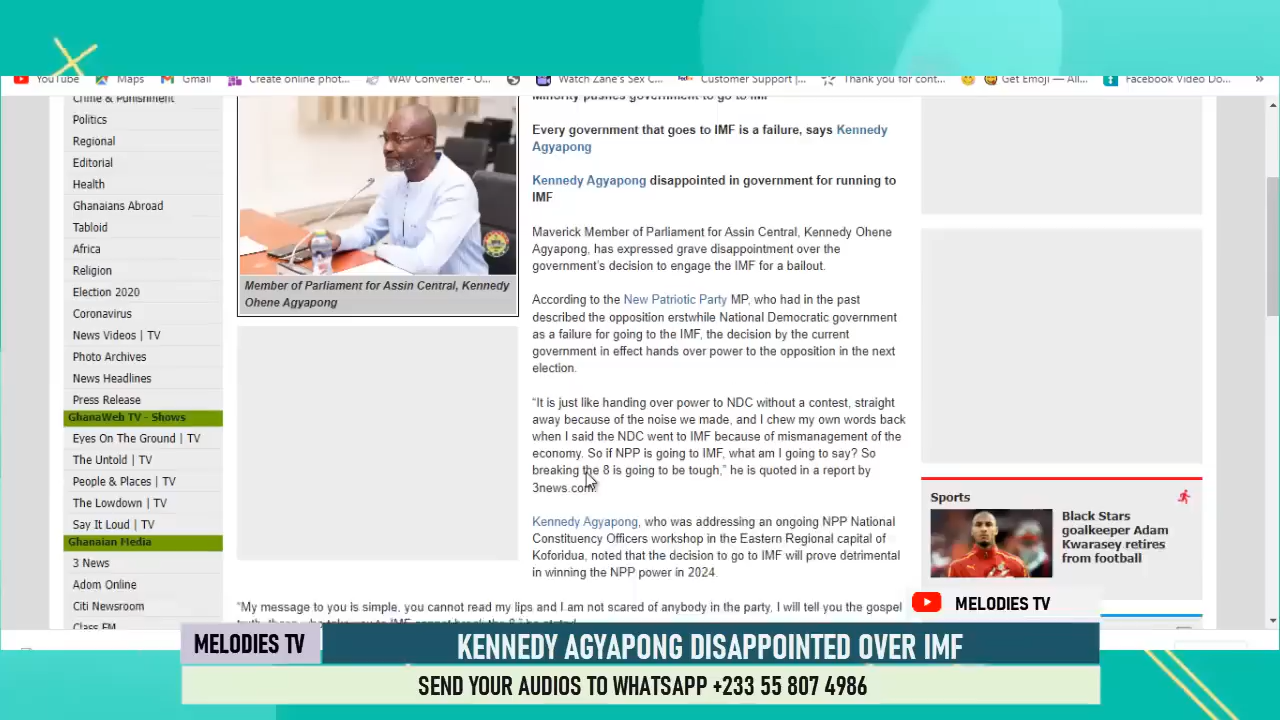 YouTube Maps Gmail Create online phot... WAV Converter - O... Watch Zane's Sex C... Customer Support |... Thank you for cont... Get Emoji — All... Facebook Video Do... »
Crime & Punishment
Politics
Regional
Editorial
Health
Ghanaians Abroad
Tabloid
Africa
Religion
Election 2020
Coronavirus
News Videos | TV
Photo Archives
News Headlines
Press Release
GhanaWeb TV - Shows
Eyes On The Ground | TV
The Untold | TV
People & Places | TV
The Lowdown | TV
Say It Loud | TV
Ghanaian Media
3 News
Adom Online
Citi Newsroom
Class FM
Member of Parliament for Assin Central, Kennedy
Ohene Agyapong
Minority pushes government to go to IMF
Every government that goes to IMF is a failure, says Kennedy
Agyapong
Kennedy Agyapong disappointed in government for running to
IMF
Maverick Member of Parliament for Assin Central, Kennedy Ohene
Agyapong, has expressed grave disappointment over the
government's decision to engage the IMF for a bailout.
According to the New Patriotic Party MP, who had in the past
described the opposition erstwhile National Democratic government
as a failure for going to the IMF, the decision by the current
government in effect hands over power to the opposition in the next
election.
“It is just like handing over power to NDC without a contest, straight
away because of the noise we made, and I chew my own words back
when I said the NDC went to IMF because of mismanagement of the
economy. So if NPP is going to IMF, what am I going to say? So
breaking the 8 is going to be tough,” he is quoted in a report by
3news.com.
Kennedy Agyapong, who was addressing an ongoing NPP National
Constituency Officers workshop in the Eastern Regional capital of
Koforidua, noted that the decision to go to IMF will prove detrimental
in winning the NPP power in 2024.
“My message to you is simple, you cannot read my lips and I am not scared of anybody in the party, I will tell you the gospel
Sports
Black Stars
goalkeeper Adam
Kwarasey retires
from football
MELODIES TV
MELODIES TV
KENNEDY AGYAPONG DISAPPOINTED OVER IMF
SEND YOUR AUDIOS TO WHATSAPP +233 55 807 4986